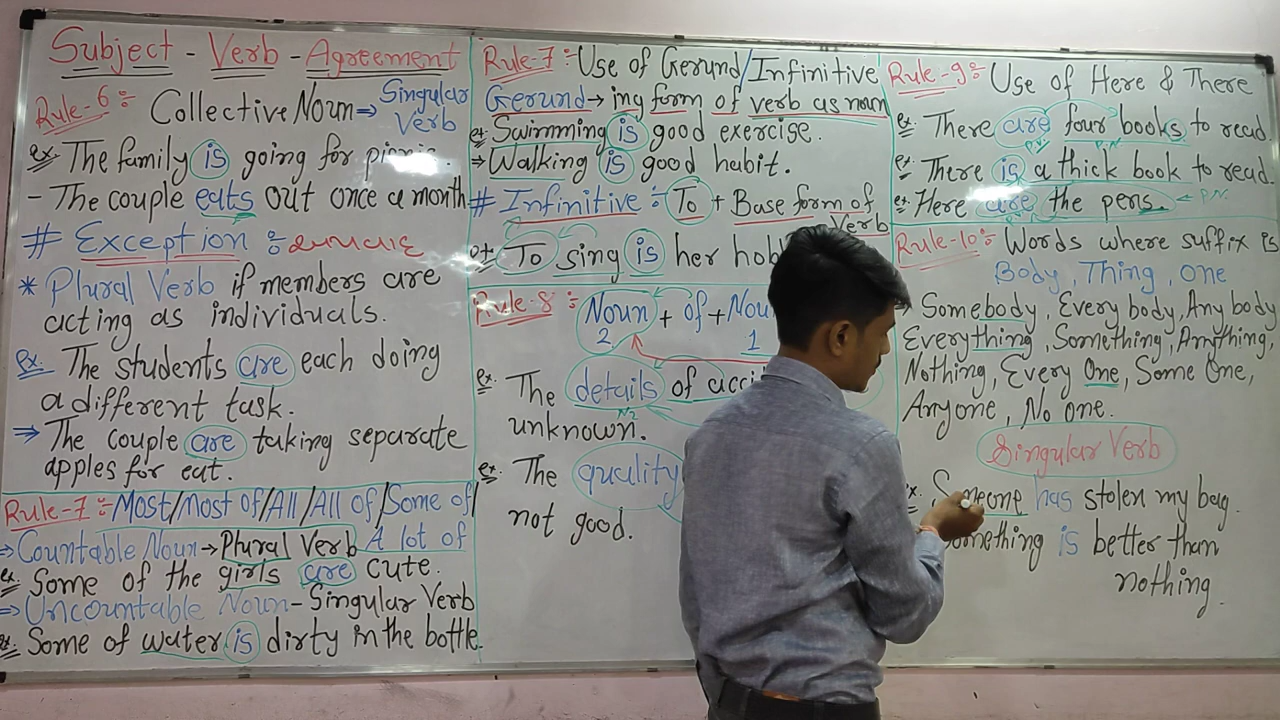 Subject - Verb - Agreement
Rule-6 :- Collective Noun → Singular Verb
ex The family is going for picnic.
- The couple eats out once a month
# Exception :- અપવાદ
* Plural Verb if members are
acting as individuals.
Ex. The students are each doing
a different task.
→ The couple are taking separate
apples for eat.
Rule-7 :- Most/Most of/All/All of/Some of/
A lot of
→ Countable Noun → Plural Verb
ex. Some of the girls are cute.
→ Uncountable Noun - Singular Verb
ex. Some of water is dirty in the bottle.
Rule-7 :- Use of Gerund/Infinitive
Gerund → ing form of verb as noun
ex. Swimming is good exercise.
→ Walking is good habit.
# Infinitive :- To + Base form of
Verb
To sing is her
Rule-8 :- Noun + of + Noun
2 1
ex. The details of
N2
unknown.
ex. The quality
not good.
Rule-9 :- Use of Here & There
ex. There are four books to read.
P.V. P.N.
ex. There is a thick book to read.
ex. Here are the pens. ← P.N.
P.V.
Rule-10 :- Words where suffix is
Body, Thing, One
Somebody, Every body, Any body
Everything, Something, Anything,
Nothing, Every One, Some One,
Anyone, No one.
Singular Verb
Someone has stolen my bag.
Something is better than
nothing.